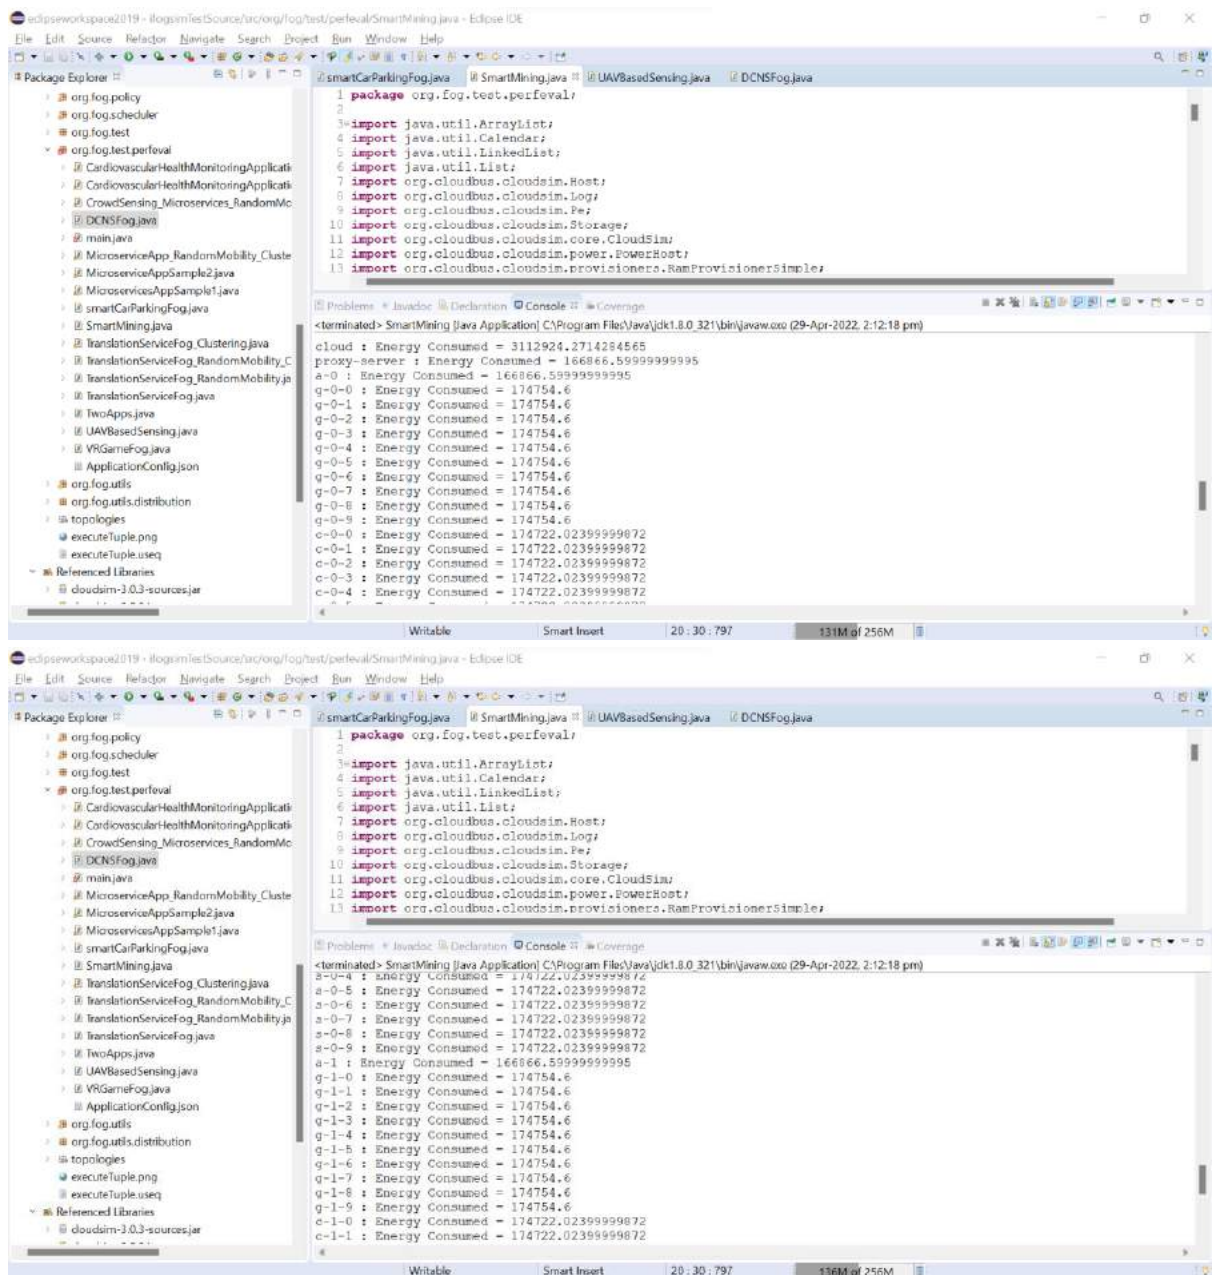 eclipseworkspace2019 - ifogsimTestSource/src/org/fog/test/perfeval/SmartMining.java - Eclipse IDE
File Edit Source Refactor Navigate Search Project Run Window Help
Package Explorer
smartCarParkingFog.java SmartMining.java UAVBasedSensing.java DCNSFog.java
org.fog.policy
org.fog.scheduler
org.fog.test
org.fog.test.perfeval
CardiovascularHealthMonitoringApplicati
CardiovascularHealthMonitoringApplicati
CrowdSensing_Microservices_RandomMo
DCNSFog.java
main.java
MicroserviceApp_RandomMobility_Cluste
MicroserviceAppSample2.java
MicroservicesAppSample1.java
smartCarParkingFog.java
SmartMining.java
TranslationServiceFog_Clustering.java
TranslationServiceFog_RandomMobility_C
TranslationServiceFog_RandomMobility.ja
TranslationServiceFog.java
TwoApps.java
UAVBasedSensing.java
VRGameFog.java
ApplicationConfig.json
org.fog.utils
org.fog.utils.distribution
topologies
executeTuple.png
executeTuple.useq
Referenced Libraries
cloudsim-3.0.3-sources.jar
1 package org.fog.test.perfeval;
2
3 import java.util.ArrayList;
4 import java.util.Calendar;
5 import java.util.LinkedList;
6 import java.util.List;
7 import org.cloudbus.cloudsim.Host;
8 import org.cloudbus.cloudsim.Log;
9 import org.cloudbus.cloudsim.Pe;
10 import org.cloudbus.cloudsim.Storage;
11 import org.cloudbus.cloudsim.core.CloudSim;
12 import org.cloudbus.cloudsim.power.PowerHost;
13 import org.cloudbus.cloudsim.provisioners.RamProvisionerSimple;
Problems Javadoc Declaration Console Coverage
<terminated> SmartMining [Java Application] C:\Program Files\Java\jdk1.8.0_321\bin\javaw.exe (29-Apr-2022, 2:12:18 pm)
cloud : Energy Consumed = 3112924.2714284565
proxy-server : Energy Consumed = 166866.59999999995
a-0 : Energy Consumed = 166866.59999999995
g-0-0 : Energy Consumed = 174754.6
g-0-1 : Energy Consumed = 174754.6
g-0-2 : Energy Consumed = 174754.6
g-0-3 : Energy Consumed = 174754.6
g-0-4 : Energy Consumed = 174754.6
g-0-5 : Energy Consumed = 174754.6
g-0-6 : Energy Consumed = 174754.6
g-0-7 : Energy Consumed = 174754.6
g-0-8 : Energy Consumed = 174754.6
g-0-9 : Energy Consumed = 174754.6
c-0-0 : Energy Consumed = 174722.02399999872
c-0-1 : Energy Consumed = 174722.02399999872
c-0-2 : Energy Consumed = 174722.02399999872
c-0-3 : Energy Consumed = 174722.02399999872
c-0-4 : Energy Consumed = 174722.02399999872
Writable Smart Insert 20 : 30 : 797 131M of 256M
eclipseworkspace2019 - ifogsimTestSource/src/org/fog/test/perfeval/SmartMining.java - Eclipse IDE
File Edit Source Refactor Navigate Search Project Run Window Help
Package Explorer
smartCarParkingFog.java SmartMining.java UAVBasedSensing.java DCNSFog.java
org.fog.policy
org.fog.scheduler
org.fog.test
org.fog.test.perfeval
CardiovascularHealthMonitoringApplicati
CardiovascularHealthMonitoringApplicati
CrowdSensing_Microservices_RandomMo
DCNSFog.java
main.java
MicroserviceApp_RandomMobility_Cluste
MicroserviceAppSample2.java
MicroservicesAppSample1.java
smartCarParkingFog.java
SmartMining.java
TranslationServiceFog_Clustering.java
TranslationServiceFog_RandomMobility_C
TranslationServiceFog_RandomMobility.ja
TranslationServiceFog.java
TwoApps.java
UAVBasedSensing.java
VRGameFog.java
ApplicationConfig.json
org.fog.utils
org.fog.utils.distribution
topologies
executeTuple.png
executeTuple.useq
Referenced Libraries
cloudsim-3.0.3-sources.jar
1 package org.fog.test.perfeval;
2
3 import java.util.ArrayList;
4 import java.util.Calendar;
5 import java.util.LinkedList;
6 import java.util.List;
7 import org.cloudbus.cloudsim.Host;
8 import org.cloudbus.cloudsim.Log;
9 import org.cloudbus.cloudsim.Pe;
10 import org.cloudbus.cloudsim.Storage;
11 import org.cloudbus.cloudsim.core.CloudSim;
12 import org.cloudbus.cloudsim.power.PowerHost;
13 import org.cloudbus.cloudsim.provisioners.RamProvisionerSimple;
Problems Javadoc Declaration Console Coverage
<terminated> SmartMining [Java Application] C:\Program Files\Java\jdk1.8.0_321\bin\javaw.exe (29-Apr-2022, 2:12:18 pm)
s-0-4 : Energy Consumed = 174722.02399999872
s-0-5 : Energy Consumed = 174722.02399999872
s-0-6 : Energy Consumed = 174722.02399999872
s-0-7 : Energy Consumed = 174722.02399999872
s-0-8 : Energy Consumed = 174722.02399999872
s-0-9 : Energy Consumed = 174722.02399999872
a-1 : Energy Consumed = 166866.59999999995
g-1-0 : Energy Consumed = 174754.6
g-1-1 : Energy Consumed = 174754.6
g-1-2 : Energy Consumed = 174754.6
g-1-3 : Energy Consumed = 174754.6
g-1-4 : Energy Consumed = 174754.6
g-1-5 : Energy Consumed = 174754.6
g-1-6 : Energy Consumed = 174754.6
g-1-7 : Energy Consumed = 174754.6
g-1-8 : Energy Consumed = 174754.6
g-1-9 : Energy Consumed = 174754.6
c-1-0 : Energy Consumed = 174722.02399999872
c-1-1 : Energy Consumed = 174722.02399999872
Writable Smart Insert 20 : 30 : 797 136M of 256M